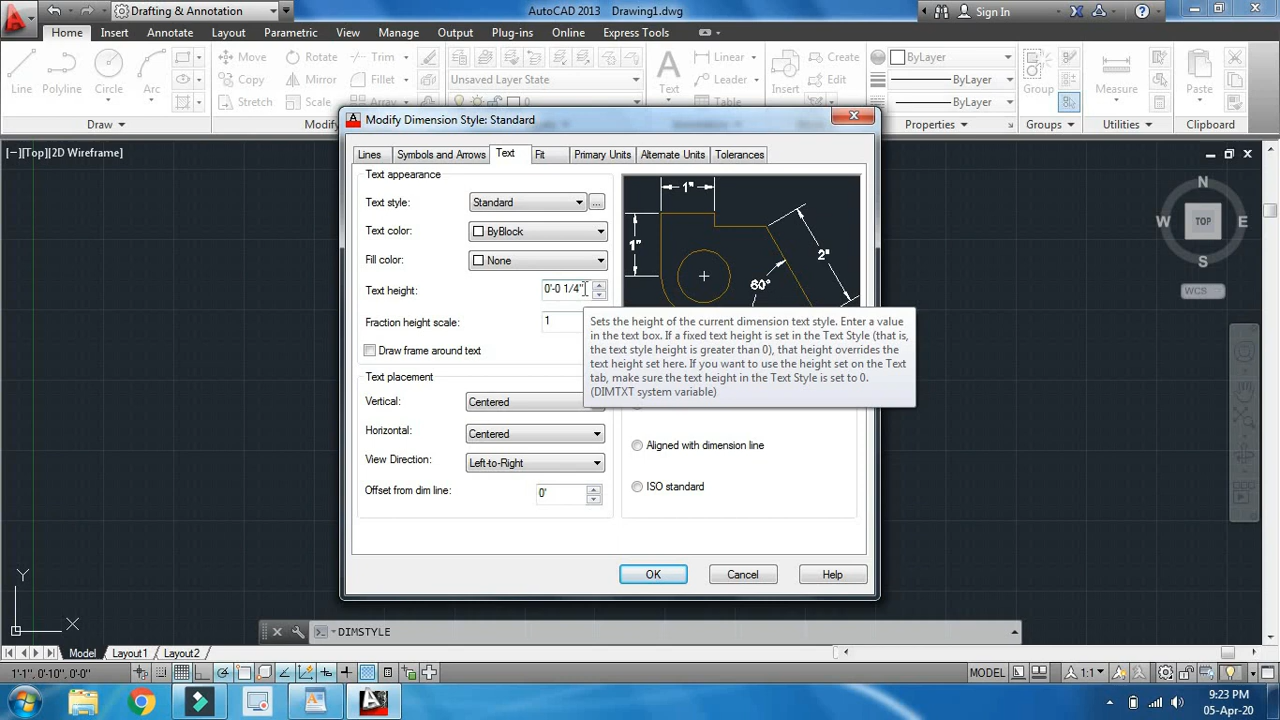 Drafting & Annotation
AutoCAD 2013 Drawing1.dwg
Sign In
Home Insert Annotate Layout Parametric View Manage Output Plug-ins Online Express Tools
Line
Polyline
Circle
Arc
Move
Copy
Stretch
Rotate
Mirror
Scale
Fillet
Unsaved Layer State
0
Text
Linear
Leader
Table
Insert
Create
Edit
ByLayer
ByLayer
ByLayer
Group
Measure
Paste
Draw
Properties
Groups
Utilities
Clipboard
[−][Top][2D Wireframe]
Modify Dimension Style: Standard
Lines Symbols and Arrows Text Fit Primary Units Alternate Units Tolerances
Text appearance
Text style: Standard ...
Text color: ByBlock
Fill color: None
Text height: 0'-0 1/4"
Fraction height scale: 1
Draw frame around text
1"
1"
2"
60°
Sets the height of the current dimension text style. Enter a value
in the text box. If a fixed text height is set in the Text Style (that is,
the text style height is greater than 0), that height overrides the
text height set here. If you want to use the height set on the Text
tab, make sure the text height in the Text Style is set to 0.
(DIMTXT system variable)
Text placement
Vertical: Centered
Horizontal: Centered
View Direction: Left-to-Right
Offset from dim line: 0'
Aligned with dimension line
ISO standard
OK Cancel Help
N
W TOP E
S
WCS
Y
X
DIMSTYLE
Model Layout1 Layout2
1'-1", 0'-10", 0'-0"
MODEL
1:1
9:23 PM
05-Apr-20